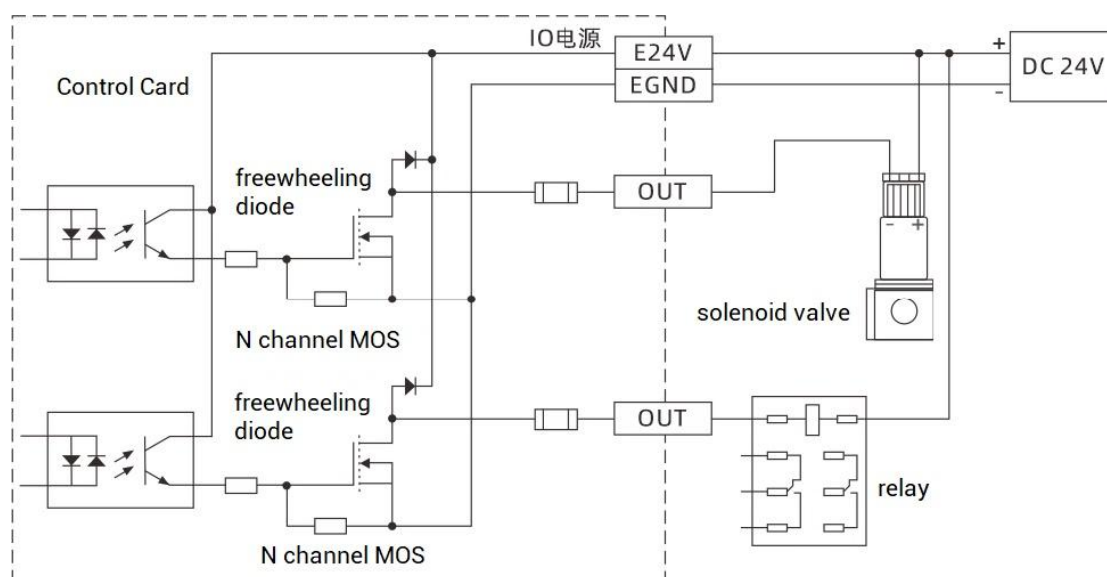 IO电源
E24V
+
DC 24V
Control Card
EGND
-
freewheeling
diode
OUT
- +
solenoid valve
N channel MOS
freewheeling
diode
OUT
relay
N channel MOS